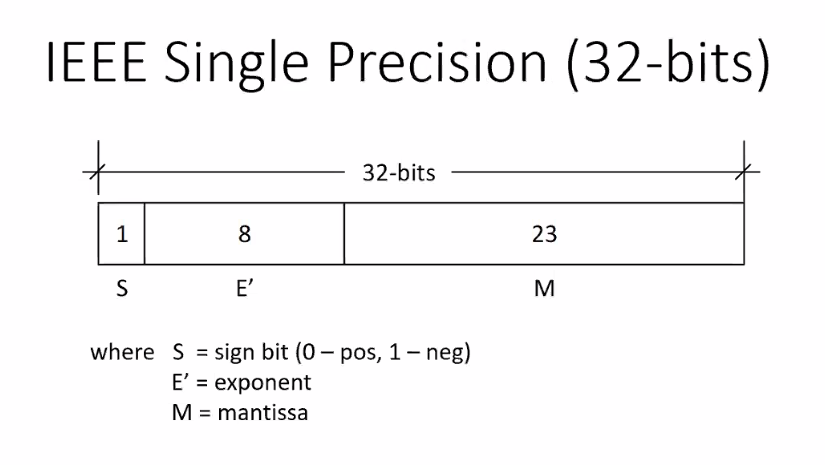 IEEE Single Precision (32-bits)
32-bits
1 8 23
S E’ M
where S = sign bit (0 – pos, 1 – neg)
E’ = exponent
M = mantissa